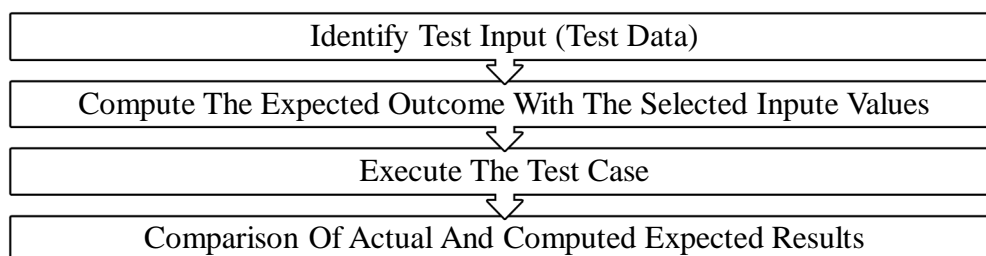 Identify Test Input (Test Data)
Compute The Expected Outcome With The Selected Inpute Values
Execute The Test Case
Comparison Of Actual And Computed Expected Results